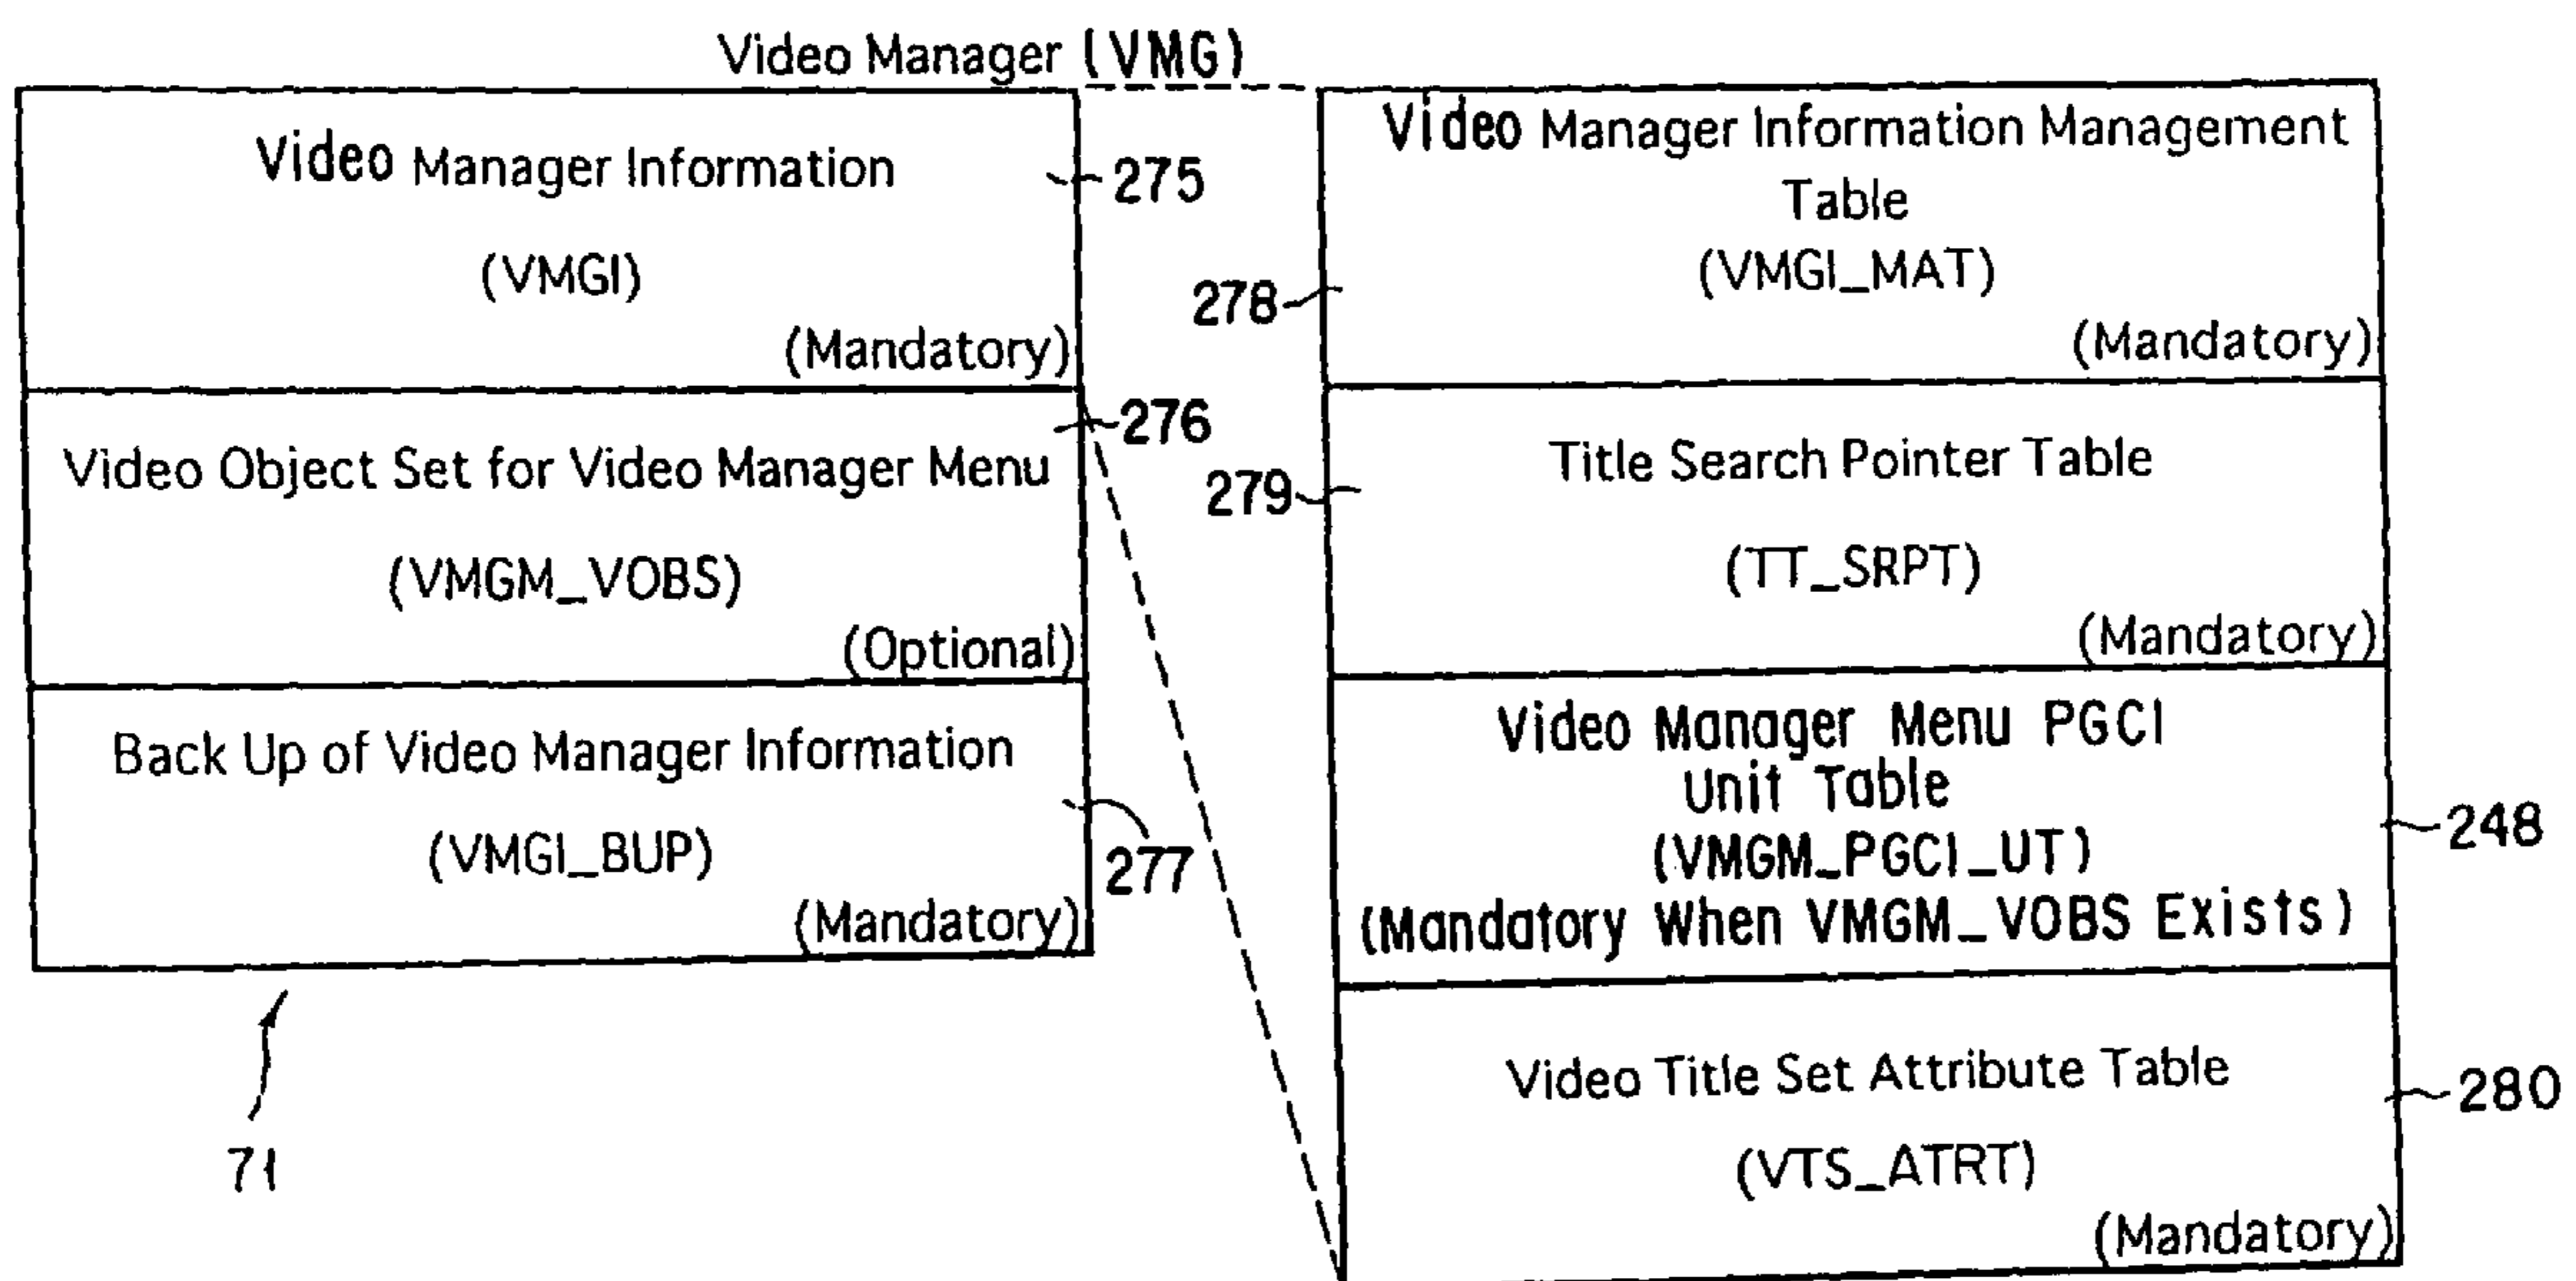 Video Manager (VMG)
Video Manager Information
275
(VMGI)
(Mandatory)
276
Video Object Set for Video Manager Menu
(VMGM_VOBS)
(Optional)
Back Up of Video Manager Information
(VMGI_BUP)
277
(Mandatory)
71
Video Manager Information Management
Table
(VMGI_MAT)
278
(Mandatory)
Title Search Pointer Table
279
(TT_SRPT)
(Mandatory)
Video Manager Menu PGCI
Unit Table
248
(VMGM_PGCI_UT)
(Mandatory When VMGM_VOBS Exists)
Video Title Set Attribute Table
280
(VTS_ATRT)
(Mandatory)